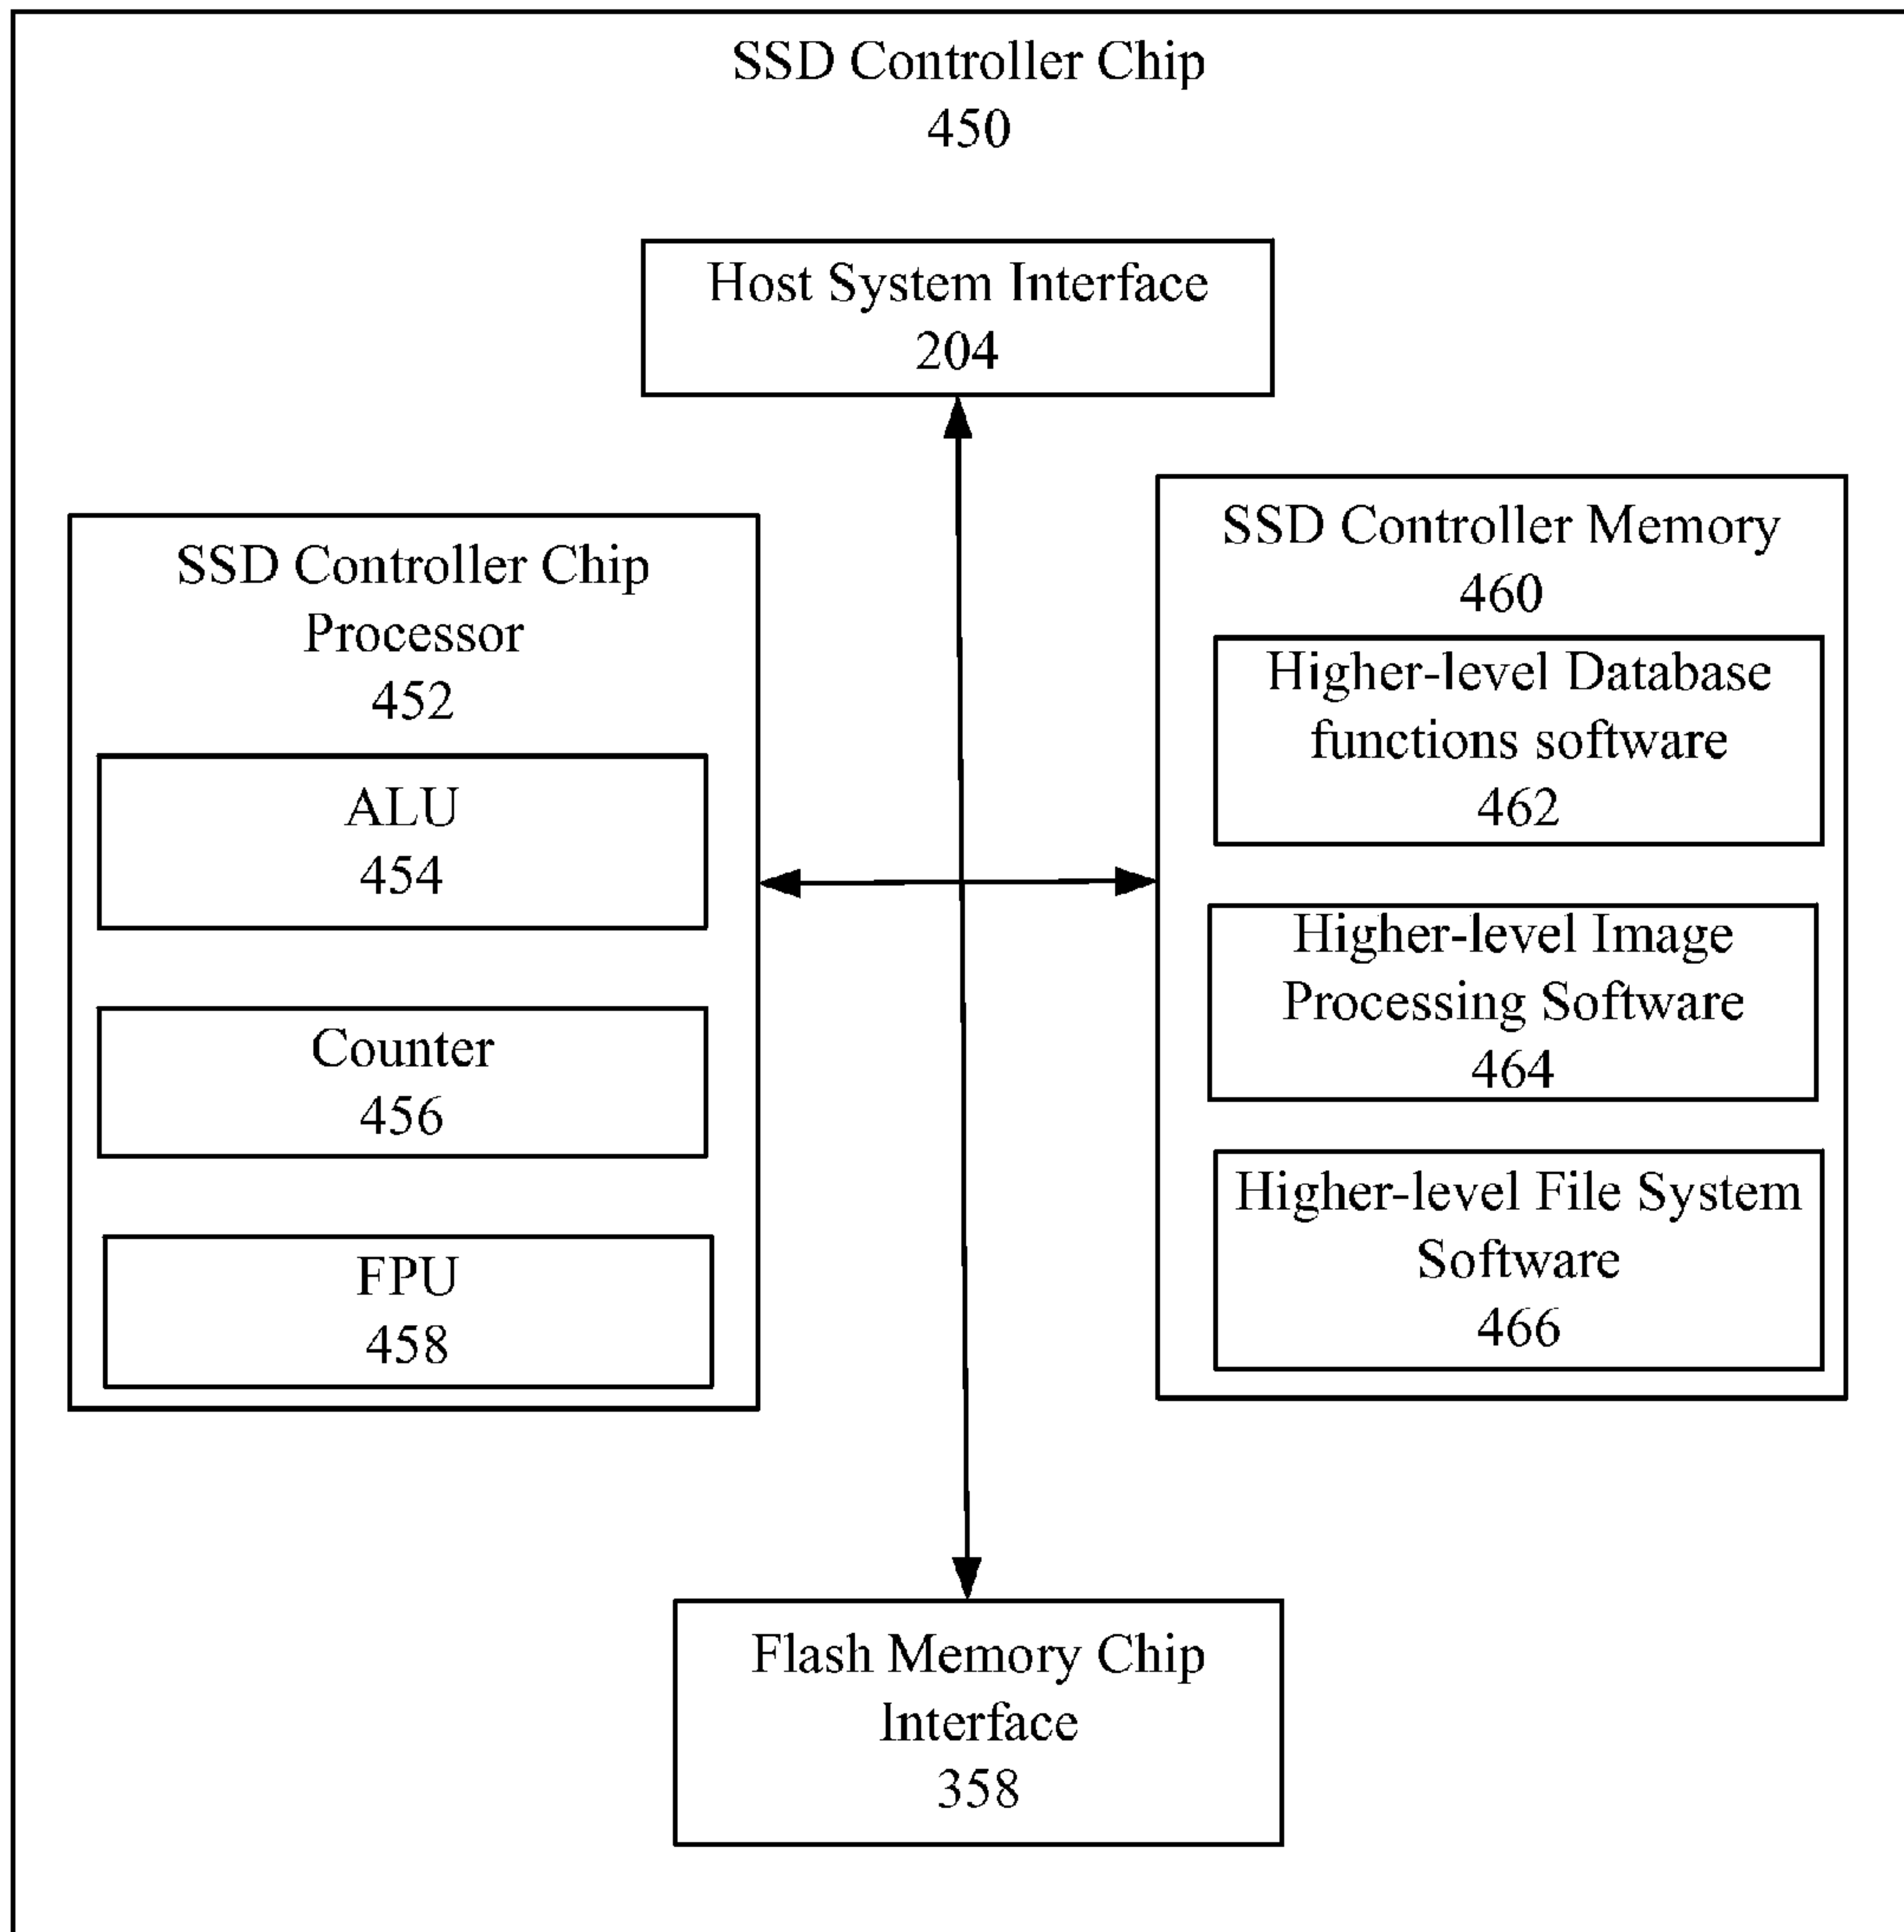 SSD Controller Chip
450
Host System Interface
204
SSD Controller Chip
Processor
452
ALU
454
Counter
456
FPU
458
SSD Controller Memory
460
Higher-level Database
functions software
462
Higher-level Image
Processing Software
464
Higher-level File System
Software
466
Flash Memory Chip
Interface
358